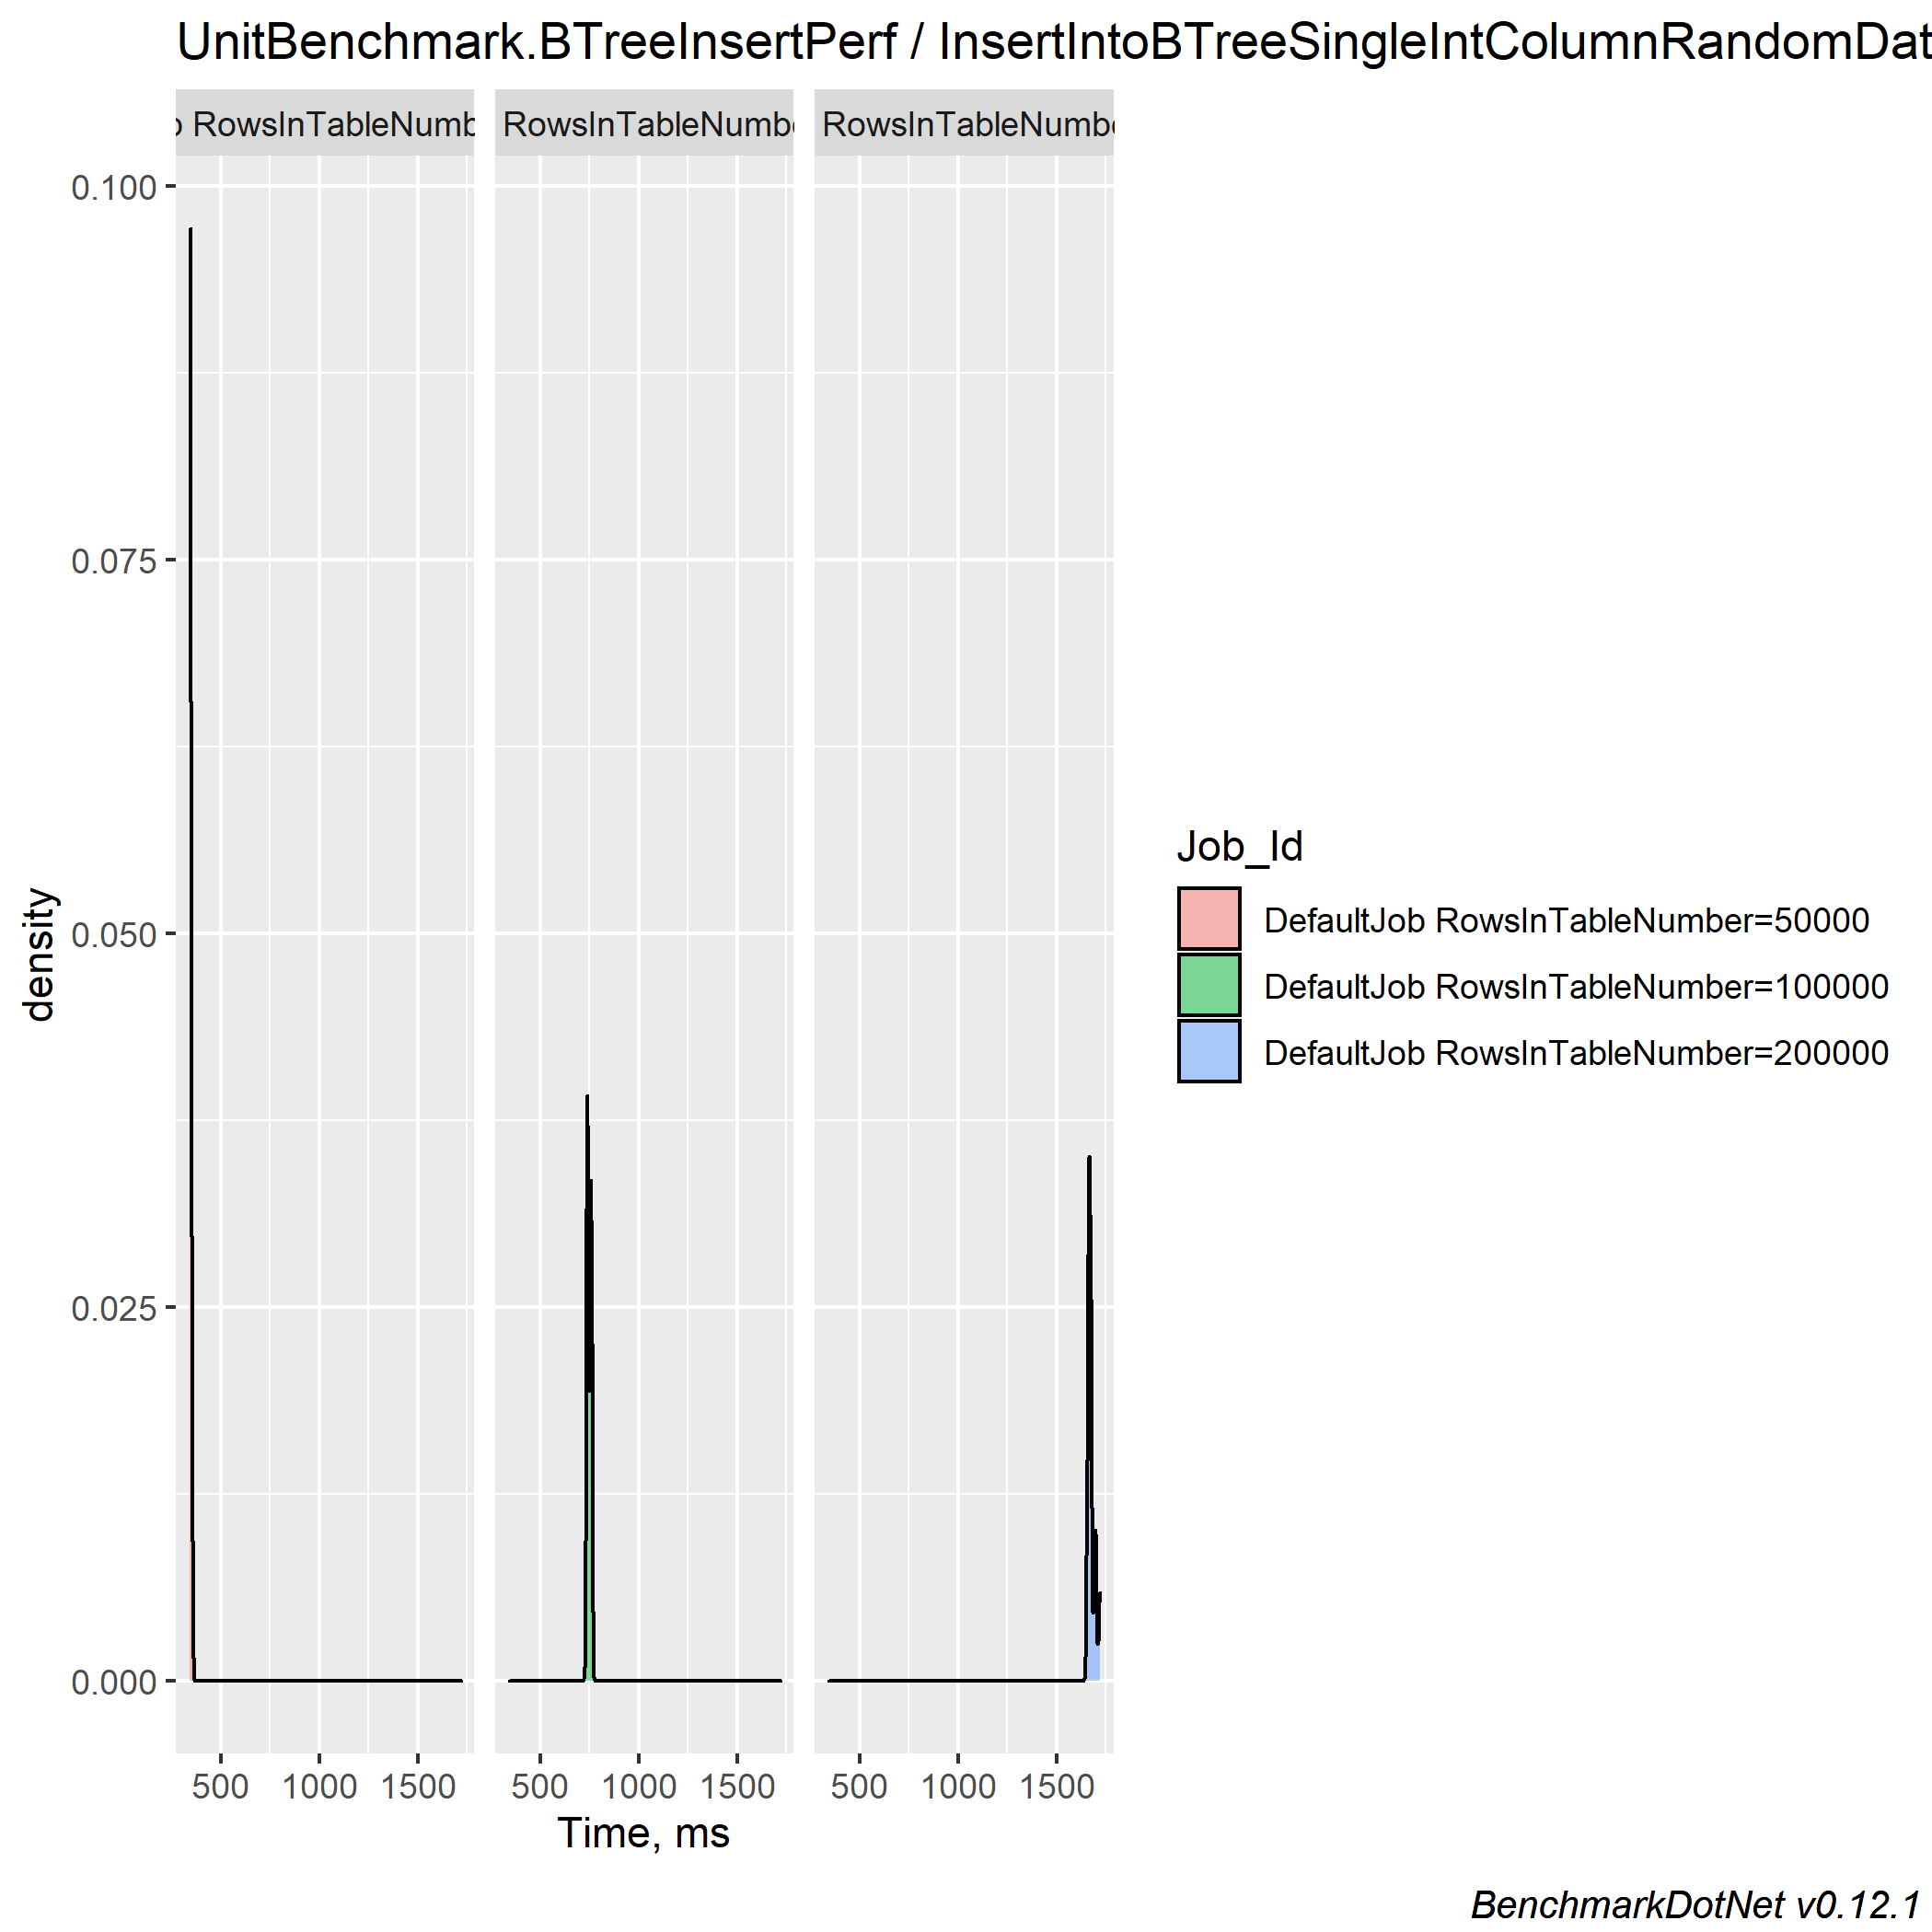 UnitBenchmark.BTreeInsertPerf / InsertIntoBTreeSingleIntColumnRandomDat
RowsInTableNumb RowsInTableNumb RowsInTableNumb
0.100
0.075
0.050
0.025
0.000
density
500 1000 1500 500 1000 1500 500 1000 1500
Time, ms
Job_Id
DefaultJob RowsInTableNumber=50000
DefaultJob RowsInTableNumber=100000
DefaultJob RowsInTableNumber=200000
BenchmarkDotNet v0.12.1